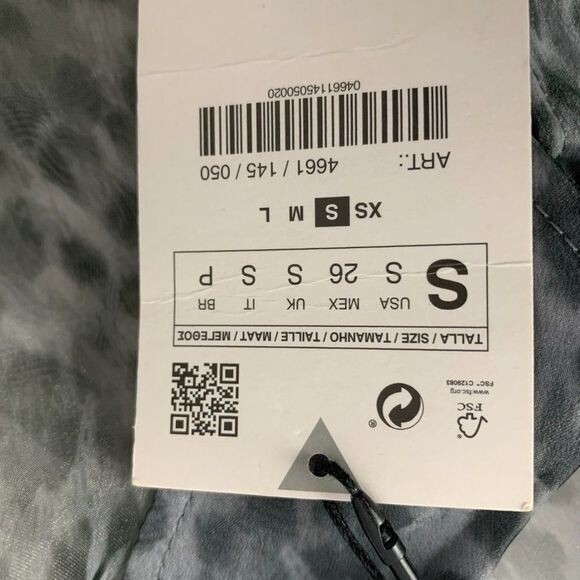 FSC
www.fsc.org
FSC™ C129083
®
TALLA / SIZE / TAMANHO / TAILLE / MAAT / ΜΕΓΕΘΟΣ
S
USA MEX UK IT BR
S 26 S S P
XS S M L
ART.: 4661 / 145 / 050
04661145050020